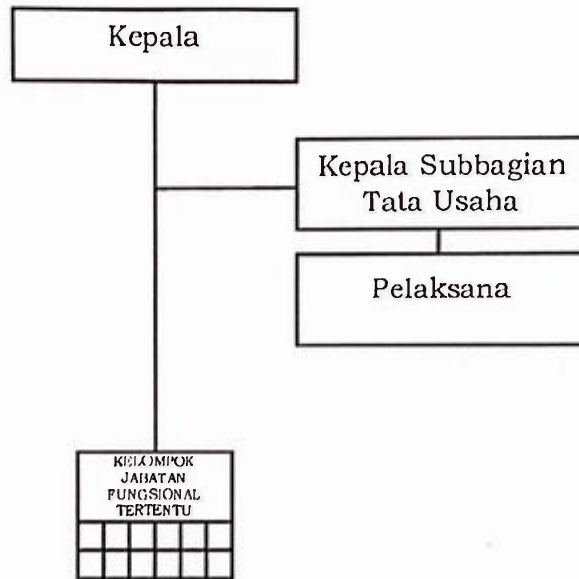 Kepala
Kepala Subbagian
Tata Usaha
Pelaksana
KELOMPOK
JABATAN
FUNGSIONAL
TERTENTU